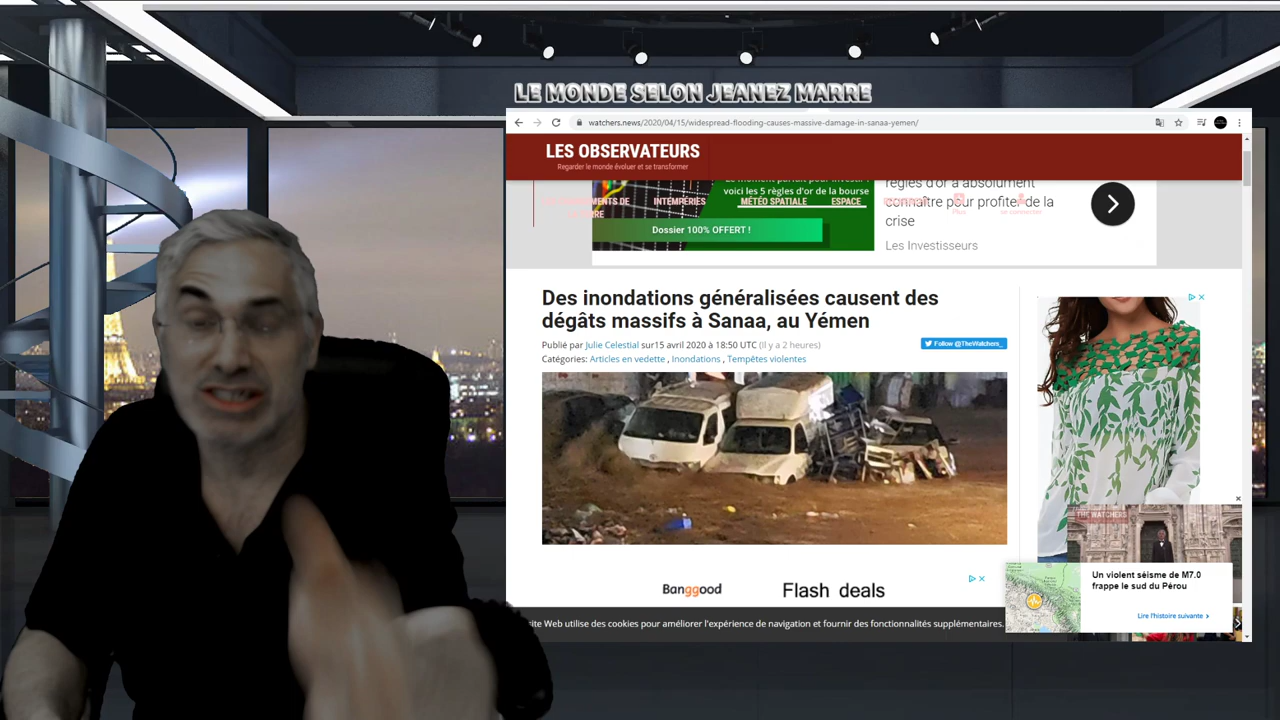 LE MONDE SELON JEANEZ MARRE
watchers.news/2020/04/15/widespread-flooding-causes-massive-damage-in-sanaa-yemen/
LES OBSERVATEURS
Regarder le monde évoluer et se transformer
voici les 5 règles d'or de la bourse
Dossier 100% OFFERT !
INTEMPÉRIES
MÉTÉO SPATIALE
ESPACE
Plus
se connecter
règles d'or à absolument
connaître pour profiter de la
crise
Les Investisseurs
Des inondations généralisées causent des
dégâts massifs à Sanaa, au Yémen
Publié par Julie Celestial sur15 avril 2020 à 18:50 UTC (Il y a 2 heures)
Follow @TheWatchers_
Catégories: Articles en vedette , Inondations , Tempêtes violentes
THE WATCHERS
Banggood
Flash deals
Un violent séisme de M7.0
frappe le sud du Pérou
Lire l'histoire suivante
site Web utilise des cookies pour améliorer l'expérience de navigation et fournir des fonctionnalités supplémentaires.